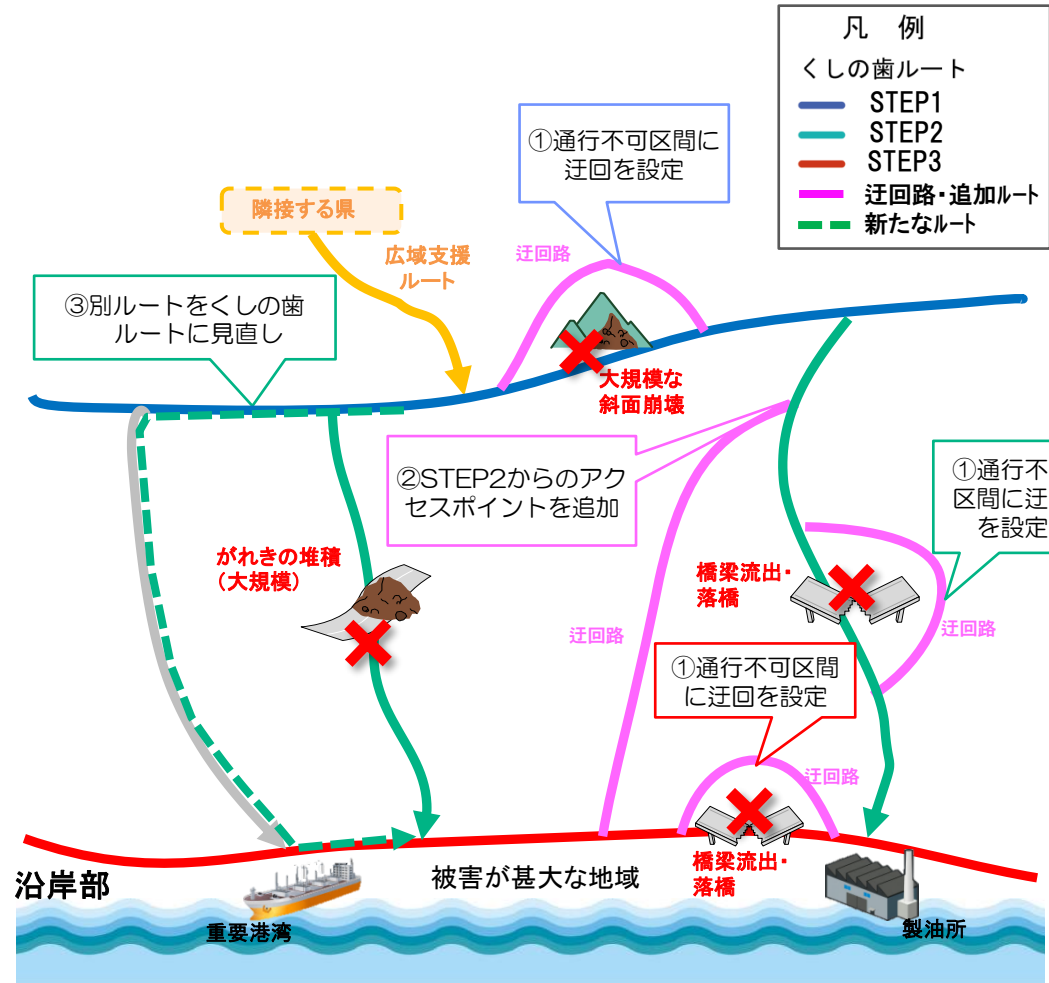 凡 例
くしの歯ルート
STEP1
STEP2
STEP3
迂回路・追加ルート
新たなルート
①通行不可区間に
迂回を設定
隣接する県
広域支援
ルート
迂回路
③別ルートをくしの歯
ルートに見直し
大規模な
斜面崩壊
②STEP2からのアク
セスポイントを追加
①通行不
区間に迂
を設定
がれきの堆積
(大規模)
橋梁流出・
落橋
迂回路
迂回路
①通行不可区間
に迂回を設定
迂回路
橋梁流出・
落橋
沿岸部
被害が甚大な地域
重要港湾
製油所